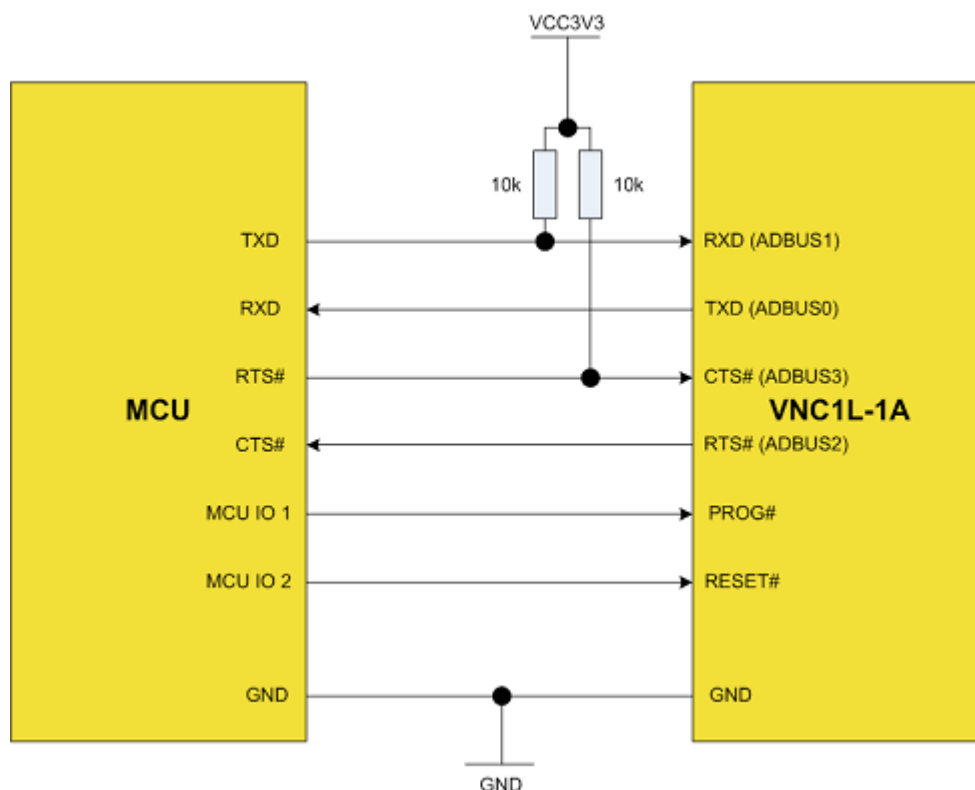 VCC3V3
10k 10k
TXD RXD (ADBUS1)
RXD TXD (ADBUS0)
RTS# CTS# (ADBUS3)
MCU VNC1L-1A
CTS# RTS# (ADBUS2)
MCU IO 1 PROG#
MCU IO 2 RESET#
GND GND
GND